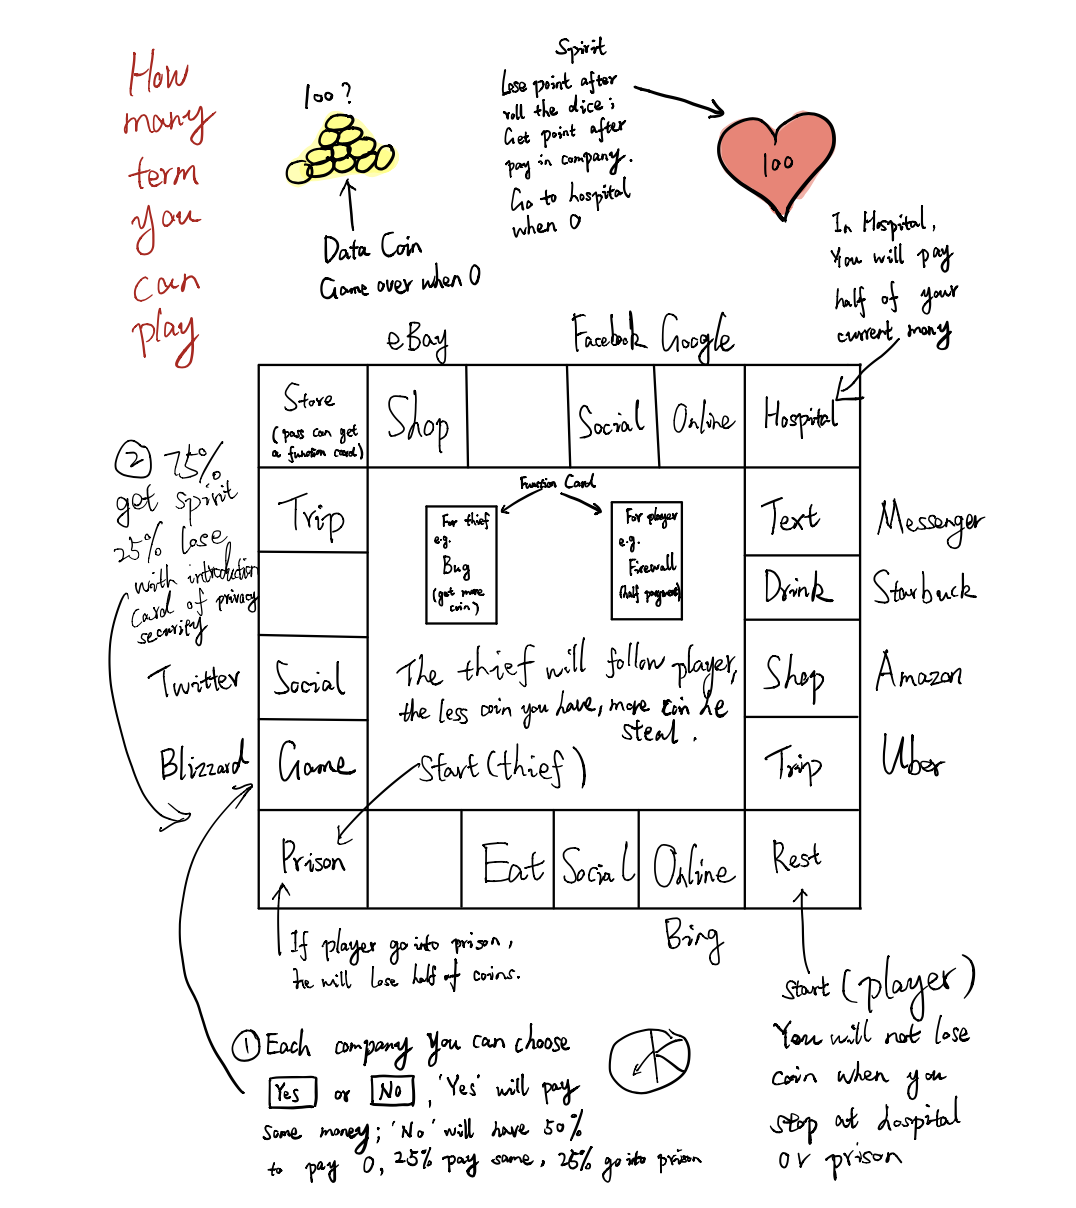 How
many
term
you
can
play
100?
Data Coin
Game over when 0
Spirit
Lose point after
roll the dice;
Get point after
pay in company.
Go to hospital
when 0
100
In Hospital,
You will pay
half of your
current mony
eBay
Facebook Google
Store
(pass can get
a function card)
Shop
Social
Online
Hospital
② 75%
get spirit
25% lose
with introduction
Card of privacy
security
Trip
Function Card
For thief
e.g.
Bug
(get more
coin)
For player
e.g.
Firewall
(half payment)
Text
Messenger
Drink
Starbuck
The thief will follow player,
the less coin you have, more coin he
steal.
Twitter
Social
Shop
Amazon
Blizzard
Game
Start (thief)
Trip
Uber
Prison
Eat
Social
Online
Rest
Bing
If player go into prison,
he will lose half of coins.
Start (player)
You will not lose
coin when you
stop at hospital
or prison
① Each company you can choose
Yes or No, 'Yes' will pay
some money; 'No' will have 50%
to pay 0, 25% pay same, 25% go into prison